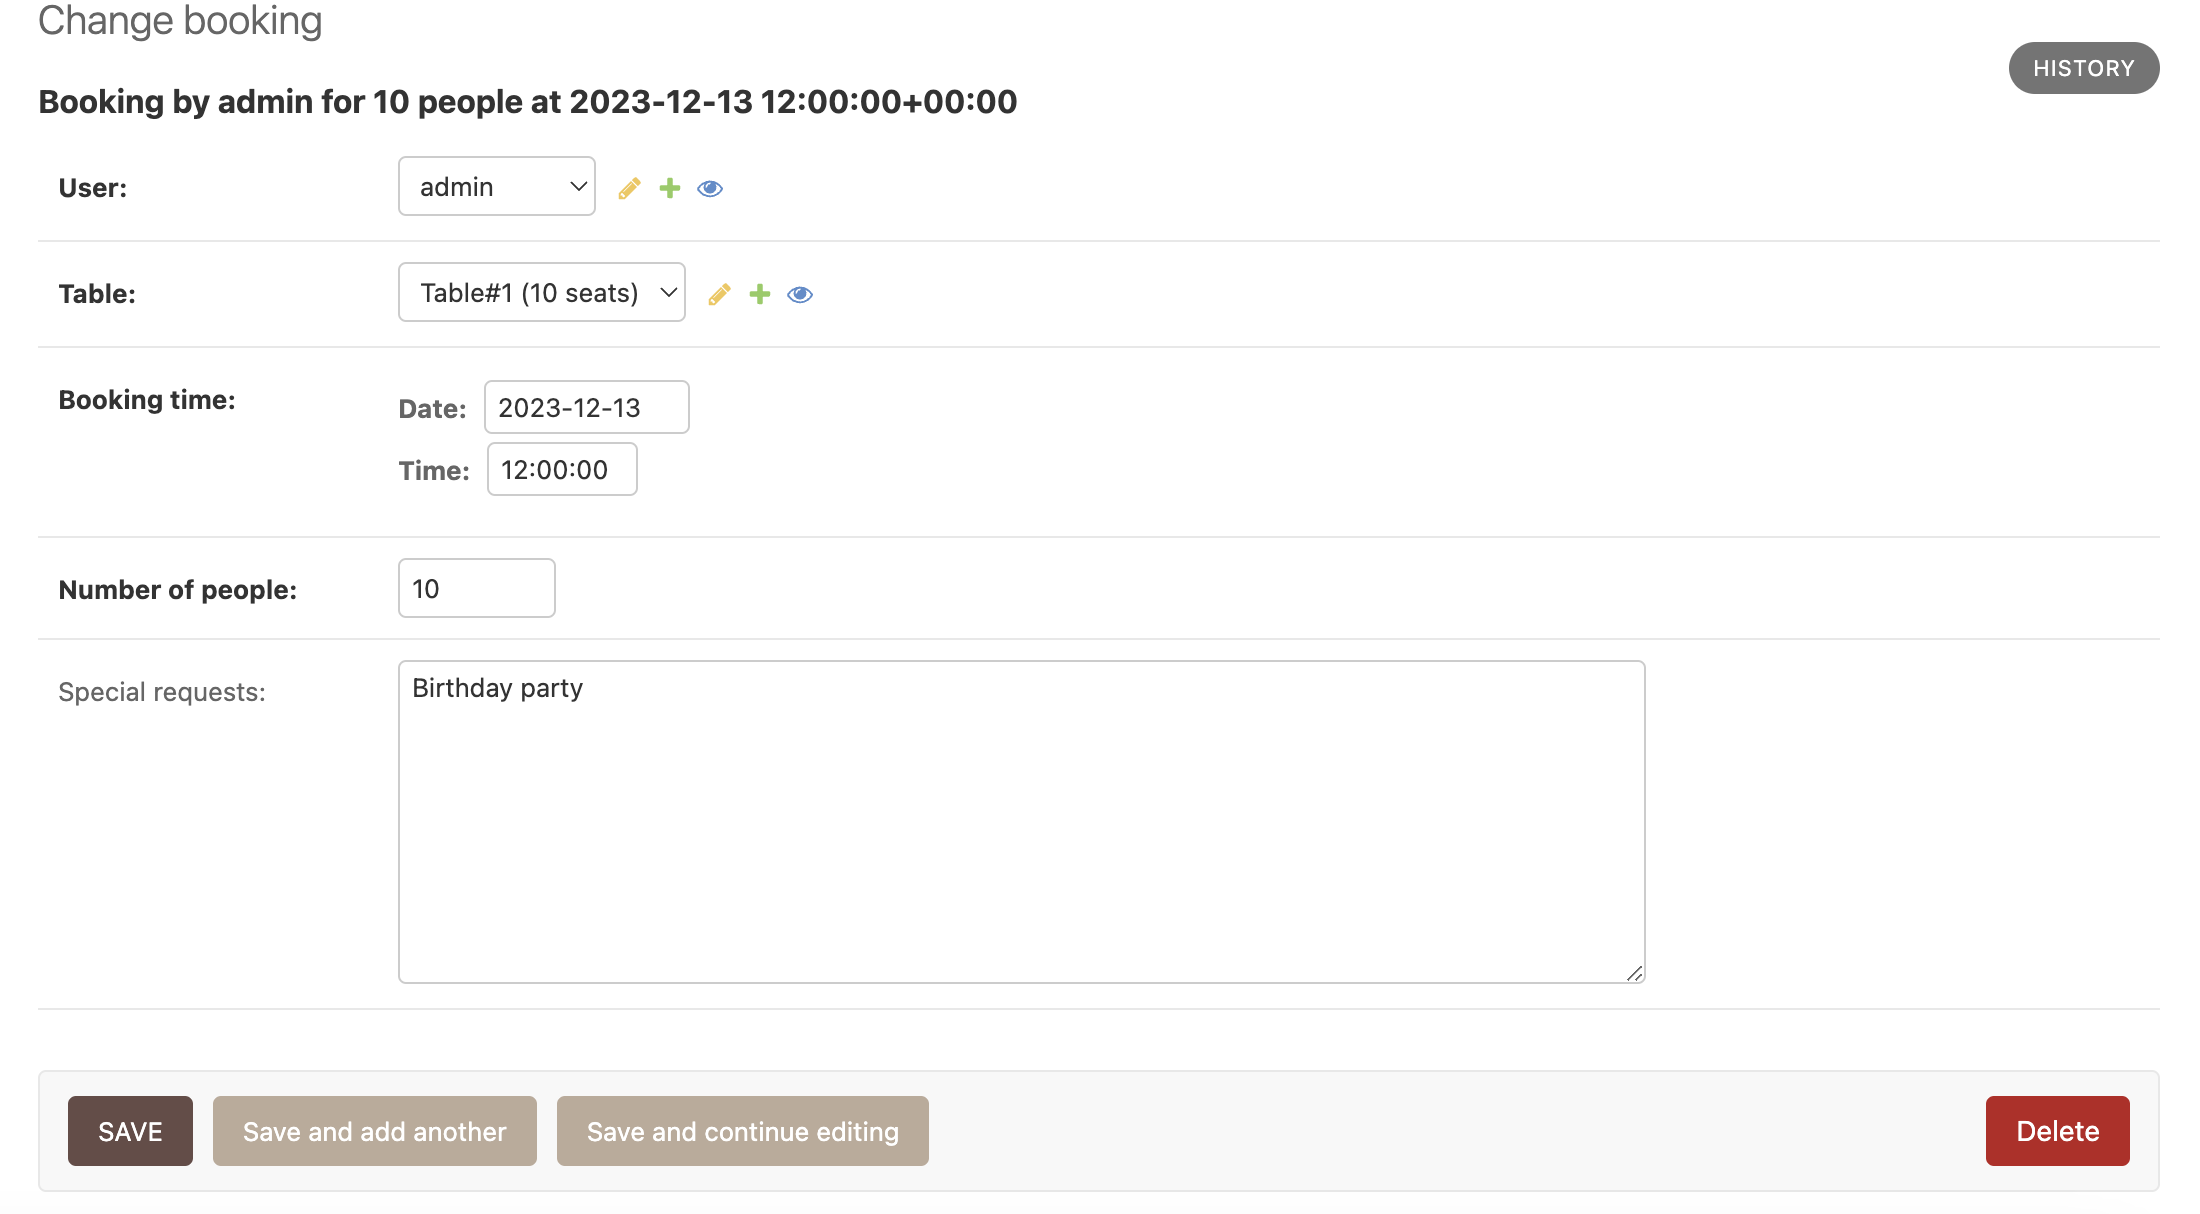 Change booking
HISTORY
Booking by admin for 10 people at 2023-12-13 12:00:00+00:00
User: admin
Table: Table#1 (10 seats)
Booking time: Date: 2023-12-13
Time: 12:00:00
Number of people: 10
Special requests: Birthday party
SAVE Save and add another Save and continue editing Delete